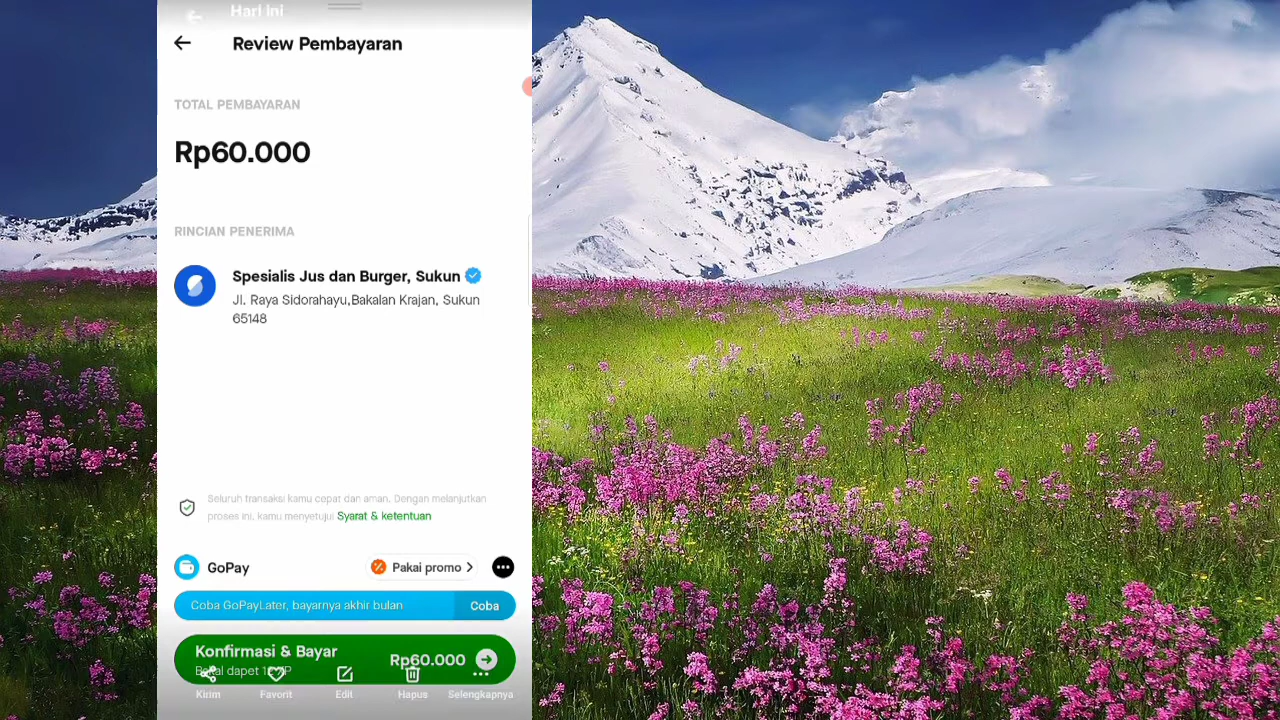 Hari ini
Review Pembayaran
TOTAL PEMBAYARAN
Rp60.000
RINCIAN PENERIMA
Spesialis Jus dan Burger, Sukun
Jl. Raya Sidorahayu,Bakalan Krajan, Sukun
65148
Seluruh transaksi kamu cepat dan aman. Dengan melanjutkan
proses ini, kamu menyetujui Syarat & ketentuan
GoPay
Pakai promo
Coba GoPayLater, bayarnya akhir bulan
Coba
Konfirmasi & Bayar
Rp60.000
dapet
Kirim
Favorit
Edit
Hapus
Selengkapnya